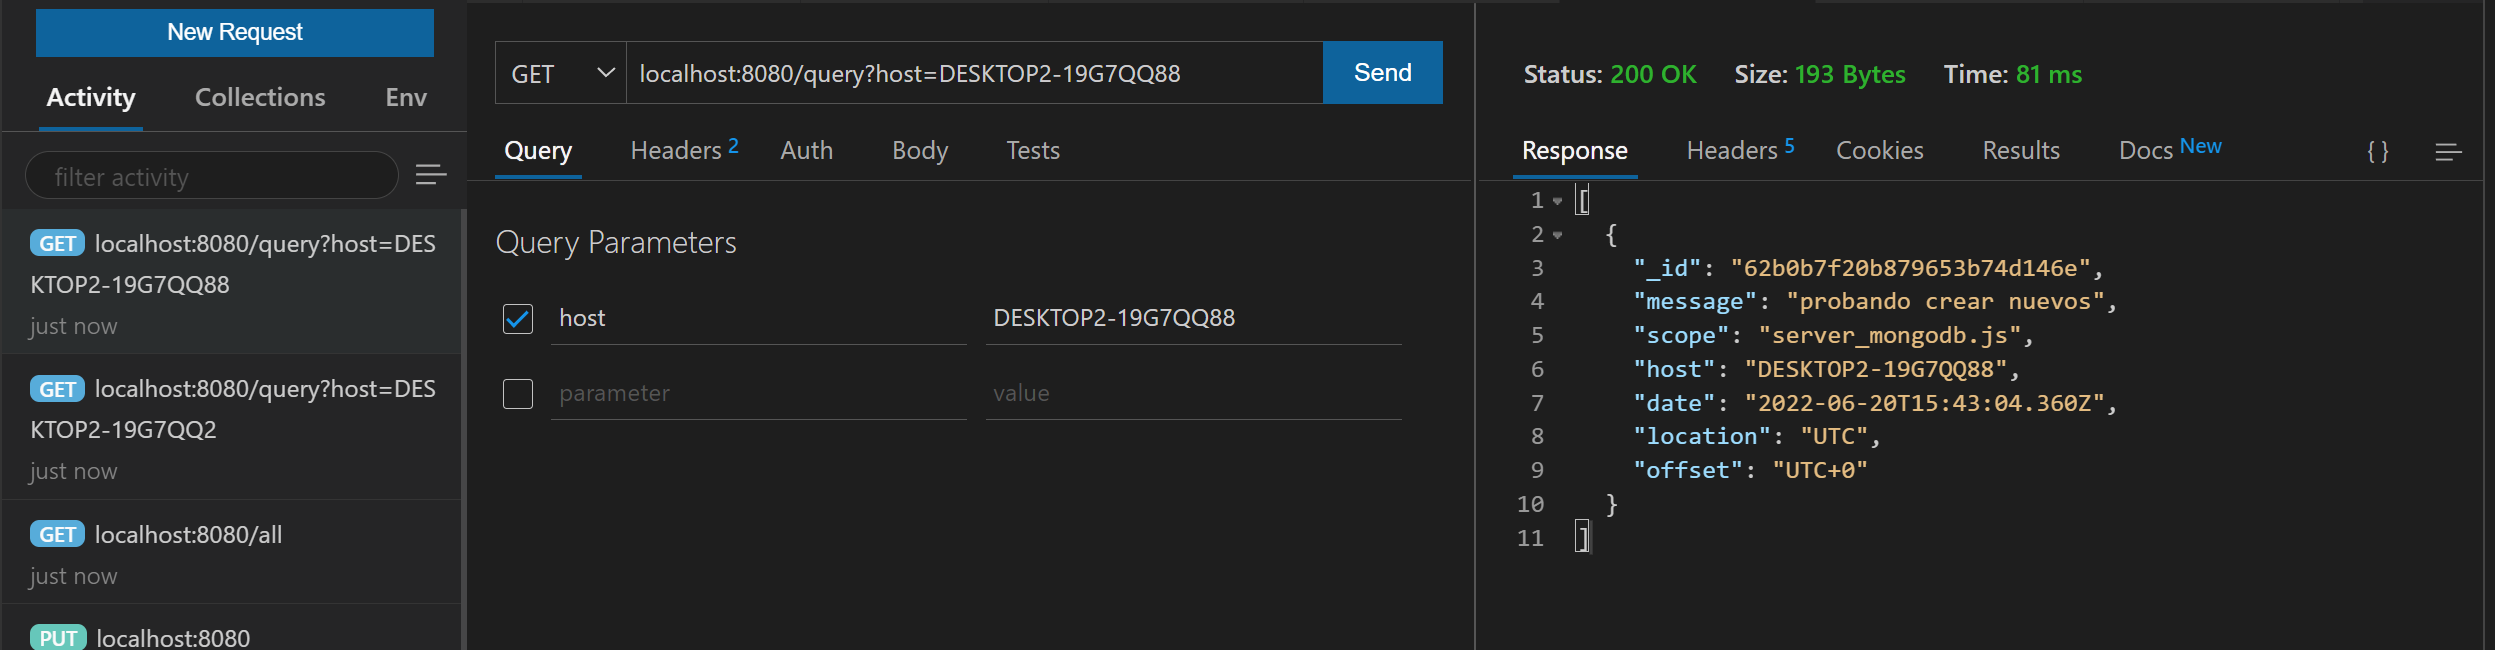 New Request
Activity Collections Env
filter activity
GET localhost:8080/query?host=DES
KTOP2-19G7QQ88
just now
GET localhost:8080/query?host=DES
KTOP2-19G7QQ2
just now
GET localhost:8080/all
just now
PUT localhost:8080
GET localhost:8080/query?host=DESKTOP2-19G7QQ88 Send
Query Headers 2 Auth Body Tests
Query Parameters
host DESKTOP2-19G7QQ88
parameter value
Status: 200 OK Size: 193 Bytes Time: 81 ms
Response Headers 5 Cookies Results Docs New { }
1 [
2 {
3 "_id": "62b0b7f20b879653b74d146e",
4 "message": "probando crear nuevos",
5 "scope": "server_mongodb.js",
6 "host": "DESKTOP2-19G7QQ88",
7 "date": "2022-06-20T15:43:04.360Z",
8 "location": "UTC",
9 "offset": "UTC+0"
10 }
11 ]